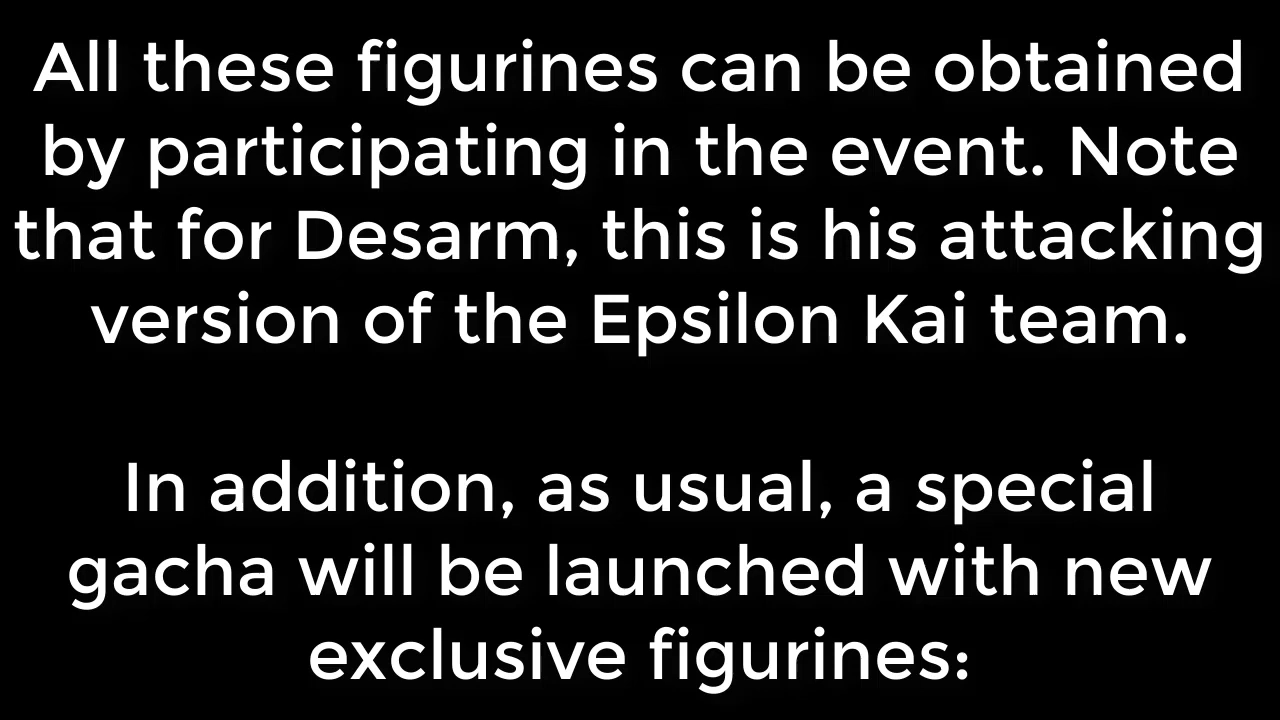 All these figurines can be obtained
by participating in the event. Note
that for Desarm, this is his attacking
version of the Epsilon Kai team.
In addition, as usual, a special
gacha will be launched with new
exclusive figurines: